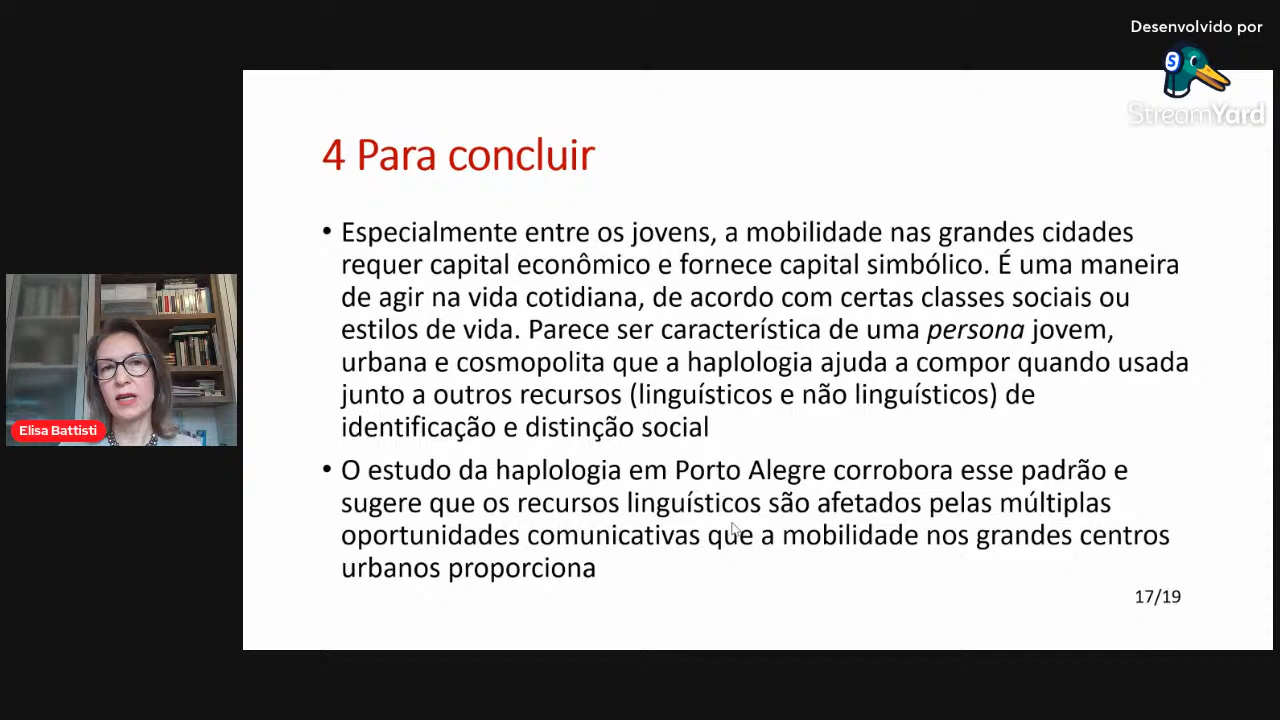 Desenvolvido por
S
StreamYard
4 Para concluir
• Especialmente entre os jovens, a mobilidade nas grandes cidades
requer capital econômico e fornece capital simbólico. É uma maneira
de agir na vida cotidiana, de acordo com certas classes sociais ou
estilos de vida. Parece ser característica de uma persona jovem,
urbana e cosmopolita que a haplologia ajuda a compor quando usada
junto a outros recursos (linguísticos e não linguísticos) de
identificação e distinção social
• O estudo da haplologia em Porto Alegre corrobora esse padrão e
sugere que os recursos linguísticos são afetados pelas múltiplas
oportunidades comunicativas que a mobilidade nos grandes centros
urbanos proporciona
17/19
Elisa Battisti